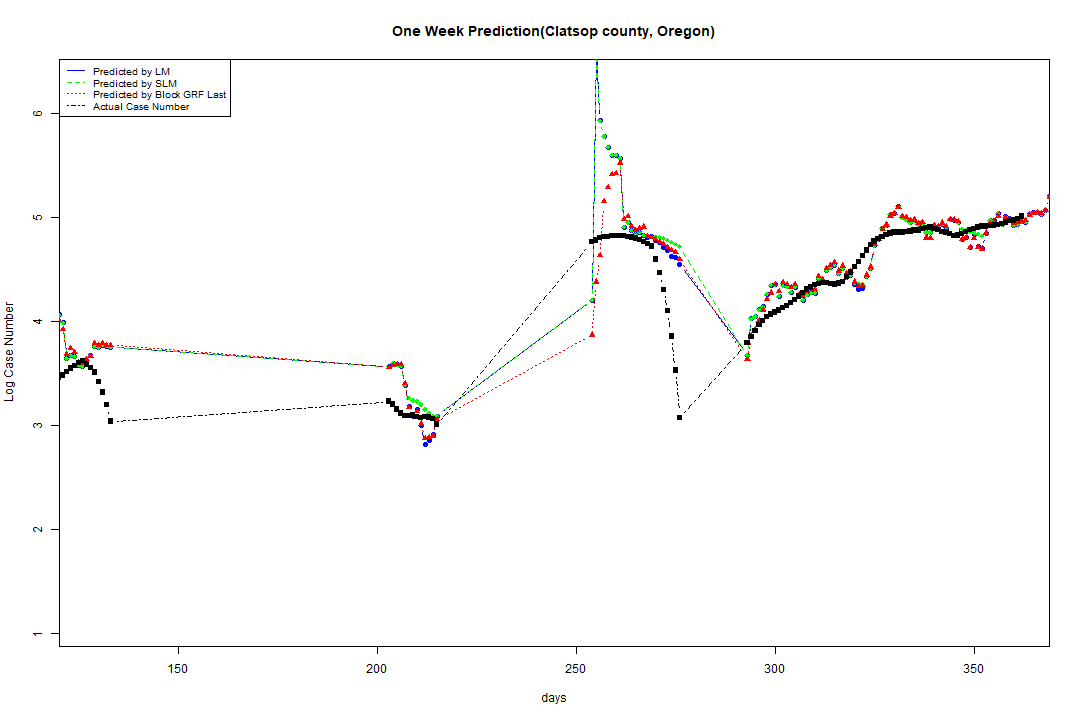 One Week Prediction(Clatsop county, Oregon)
Predicted by LM
Predicted by SLM
Predicted by Block GRF Last
Actual Case Number
6
5
4
3
2
1
Log Case Number
150 200 250 300 350
days